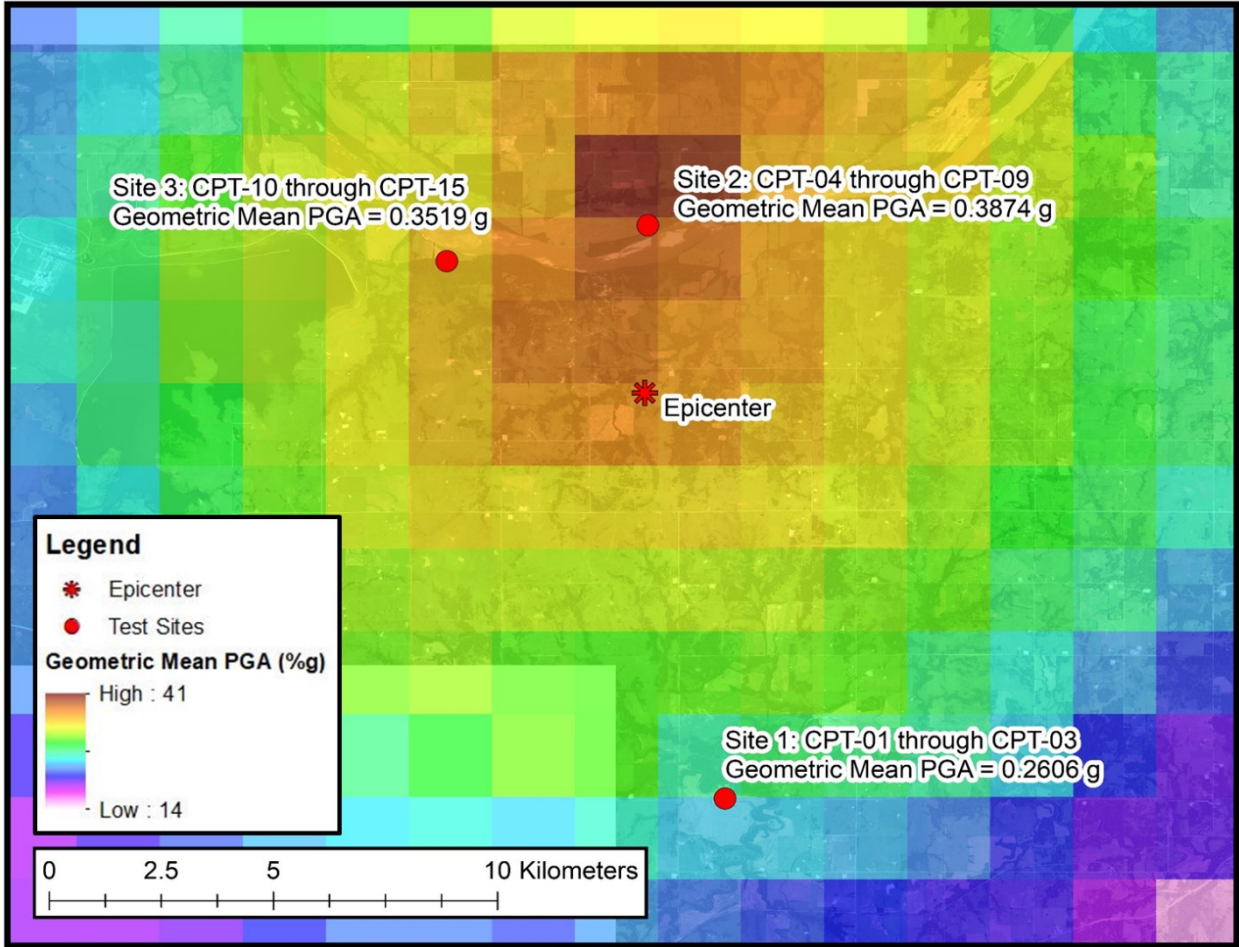 Site 3: CPT-10 through CPT-15
Geometric Mean PGA = 0.3519 g
Site 2: CPT-04 through CPT-09
Geometric Mean PGA = 0.3874 g
Epicenter
Legend
Epicenter
Test Sites
Geometric Mean PGA (%g)
High : 41
Low : 14
Site 1: CPT-01 through CPT-03
Geometric Mean PGA = 0.2606 g
0 2.5 5 10 Kilometers